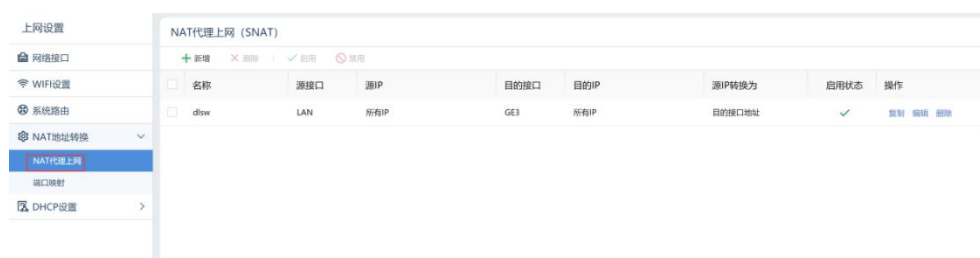 上网设置
网络接口
WIFI设置
系统路由
NAT地址转换
NAT代理上网
端口映射
DHCP设置
NAT代理上网 (SNAT)
新增 删除 启用 禁用
名称 源接口 源IP 目的接口 目的IP 源IP转换为 启用状态 操作
dlsw LAN 所有IP GE3 所有IP 目的接口地址 复制 编辑 删除